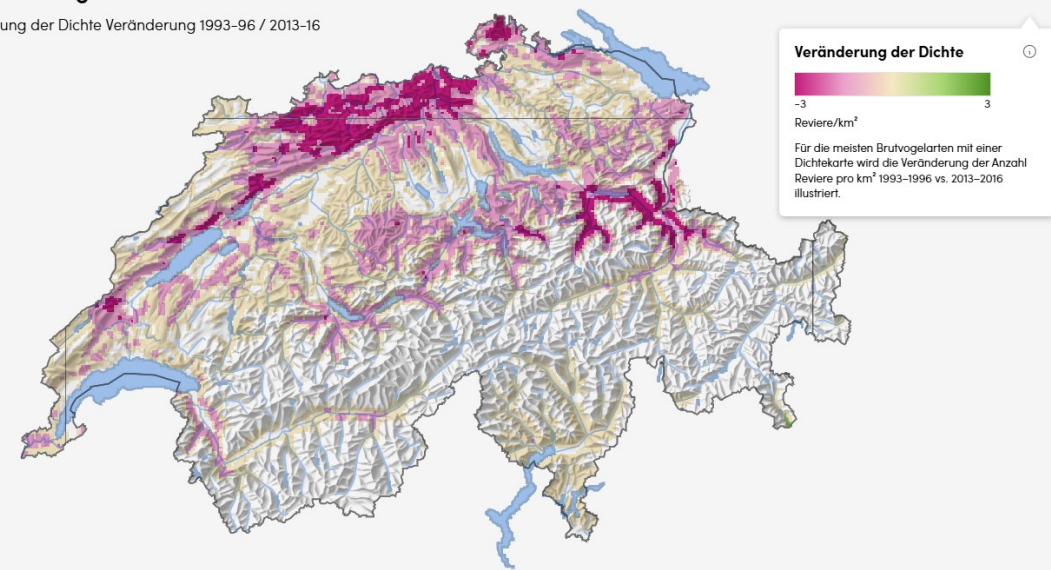 ung der Dichte Veränderung 1993-96 / 2013-16
Veränderung der Dichte
-3
3
Reviere/km²
Für die meisten Brutvogelarten mit einer
Dichtekarte wird die Veränderung der Anzahl
Reviere pro km² 1993–1996 vs. 2013–2016
illustriert.